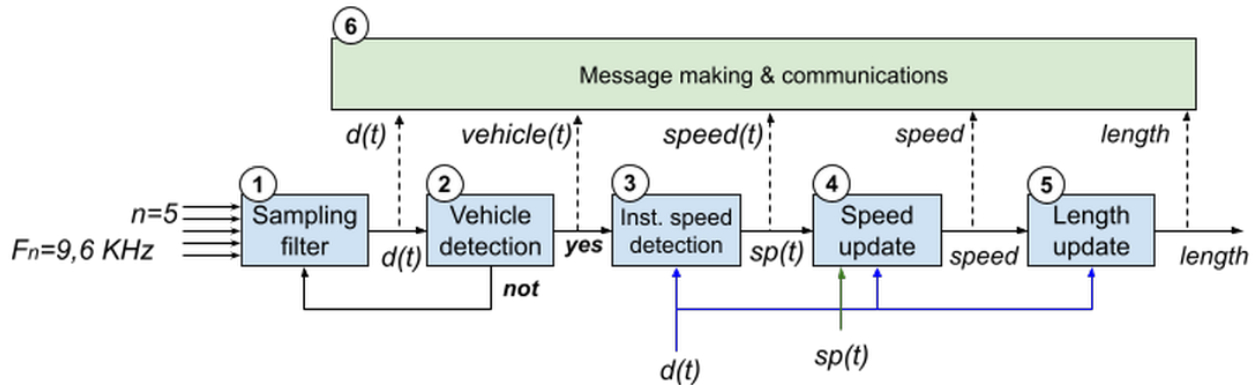 6
Message making & communications
d(t)
vehicle(t)
speed(t)
speed
length
1
2
3
4
5
n=5
Fn=9,6 KHz
Sampling
filter
d(t)
Vehicle
detection
yes
not
Inst. speed
detection
sp(t)
Speed
update
speed
Length
update
length
d(t)
sp(t)